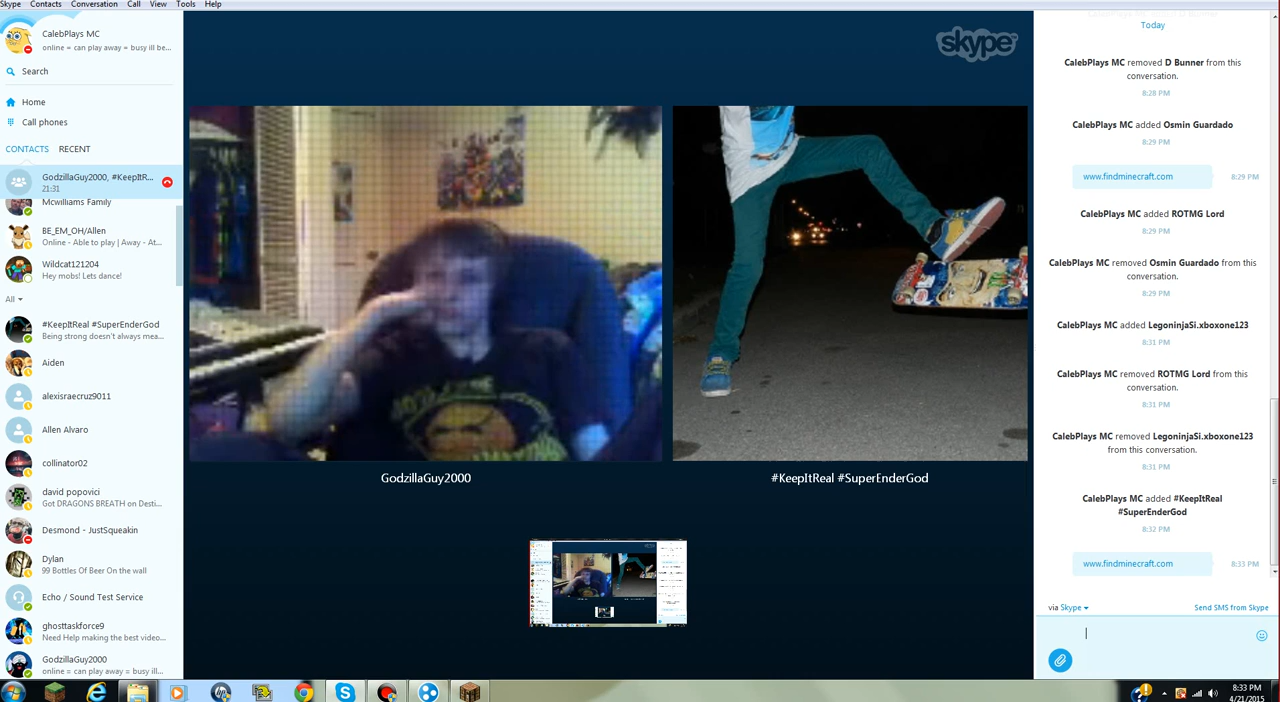 Skype Contacts Conversation Call View Tools Help
CalebPlays MC
online = can play away = busy ill be...
Search
Home
Call phones
CONTACTS RECENT
GodzillaGuy2000, #KeepItR...
21:31
Mcwilliams Family
BE_EM_OH/Allen
Online - Able to play | Away - At...
Wildcat121204
Hey mobs! Lets dance!
All
#KeepItReal #SuperEnderGod
Being strong doesn't always mea...
Aiden
alexisraecruz9011
Allen Alvaro
collinator02
david popovici
Got DRAGONS BREATH on Desti...
Desmond - JustSqueakin
Dylan
99 Bottles Of Beer On the wall
Echo / Sound Test Service
ghosttaskforce9
Need Help making the best video...
GodzillaGuy2000
online = can play away = busy ill...
skype
GodzillaGuy2000
#KeepItReal #SuperEnderGod
Today
CalebPlays MC removed D Bunner from this
conversation.
8:28 PM
CalebPlays MC added Osmin Guardado
8:29 PM
www.findminecraft.com 8:29 PM
CalebPlays MC added ROTMG Lord
8:29 PM
CalebPlays MC removed Osmin Guardado from this
conversation.
8:29 PM
CalebPlays MC added LegoninjaSi.xboxone123
8:31 PM
CalebPlays MC removed ROTMG Lord from this
conversation.
8:31 PM
CalebPlays MC removed LegoninjaSi.xboxone123
from this conversation.
8:31 PM
CalebPlays MC added #KeepItReal
#SuperEnderGod
8:32 PM
www.findminecraft.com 8:33 PM
via Skype Send SMS from Skype
8:33 PM
4/21/2015